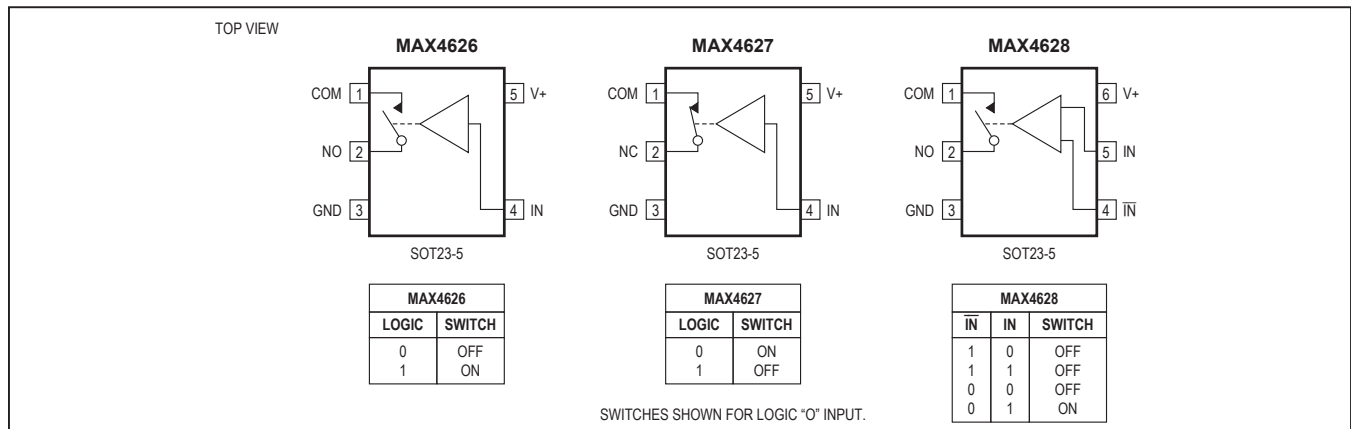 TOP VIEW
MAX4626
COM 1
5 V+
NO 2
GND 3
4 IN
SOT23-5
MAX4626
LOGIC SWITCH
0 OFF
1 ON
MAX4627
COM 1
5 V+
NC 2
GND 3
4 IN
SOT23-5
MAX4627
LOGIC SWITCH
0 ON
1 OFF
MAX4628
COM 1
6 V+
NO 2
5 IN
GND 3
4 I̅N̅
SOT23-5
MAX4628
I̅N̅ IN SWITCH
1 0 OFF
1 1 OFF
0 0 OFF
0 1 ON
SWITCHES SHOWN FOR LOGIC “O” INPUT.